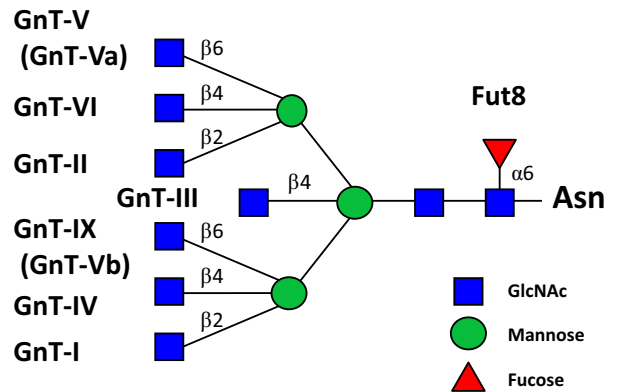 GnT-V
(GnT-Va)
β6
GnT-VI
β4
GnT-II
β2
Fut8
α6
GnT-III
β4
Asn
GnT-IX
(GnT-Vb)
β6
GnT-IV
β4
GnT-I
β2
GlcNAc
Mannose
Fucose